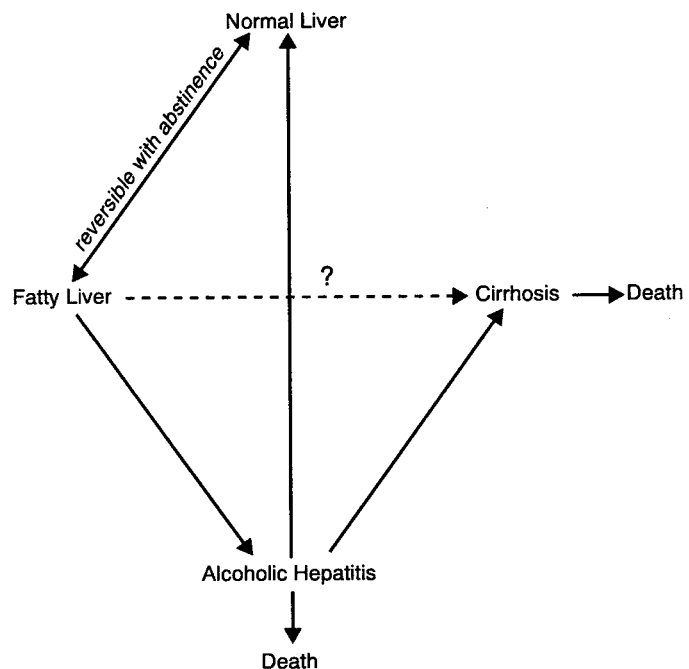 Normal Liver
reversible with abstinence
?
Fatty Liver
Cirrhosis
Death
Alcoholic Hepatitis
Death